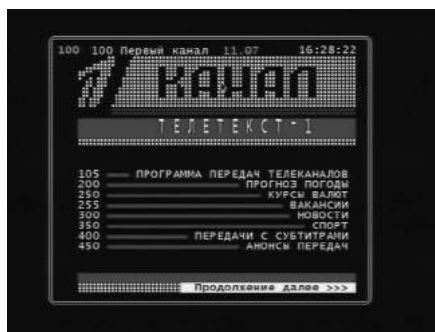 100 100 Первый канал 11.07 16:28:22
1 КАНАЛ
ТЕЛЕТЕКСТ-1
105 ПРОГРАММА ПЕРЕДАЧ ТЕЛЕКАНАЛОВ
200 ПРОГНОЗ ПОГОДЫ
250 КУРСЫ ВАЛЮТ
255 ВАКАНСИИ
300 НОВОСТИ
350 СПОРТ
400 ПЕРЕДАЧИ С СУБТИТРАМИ
450 АНОНСЫ ПЕРЕДАЧ
Продолжение далее >>>